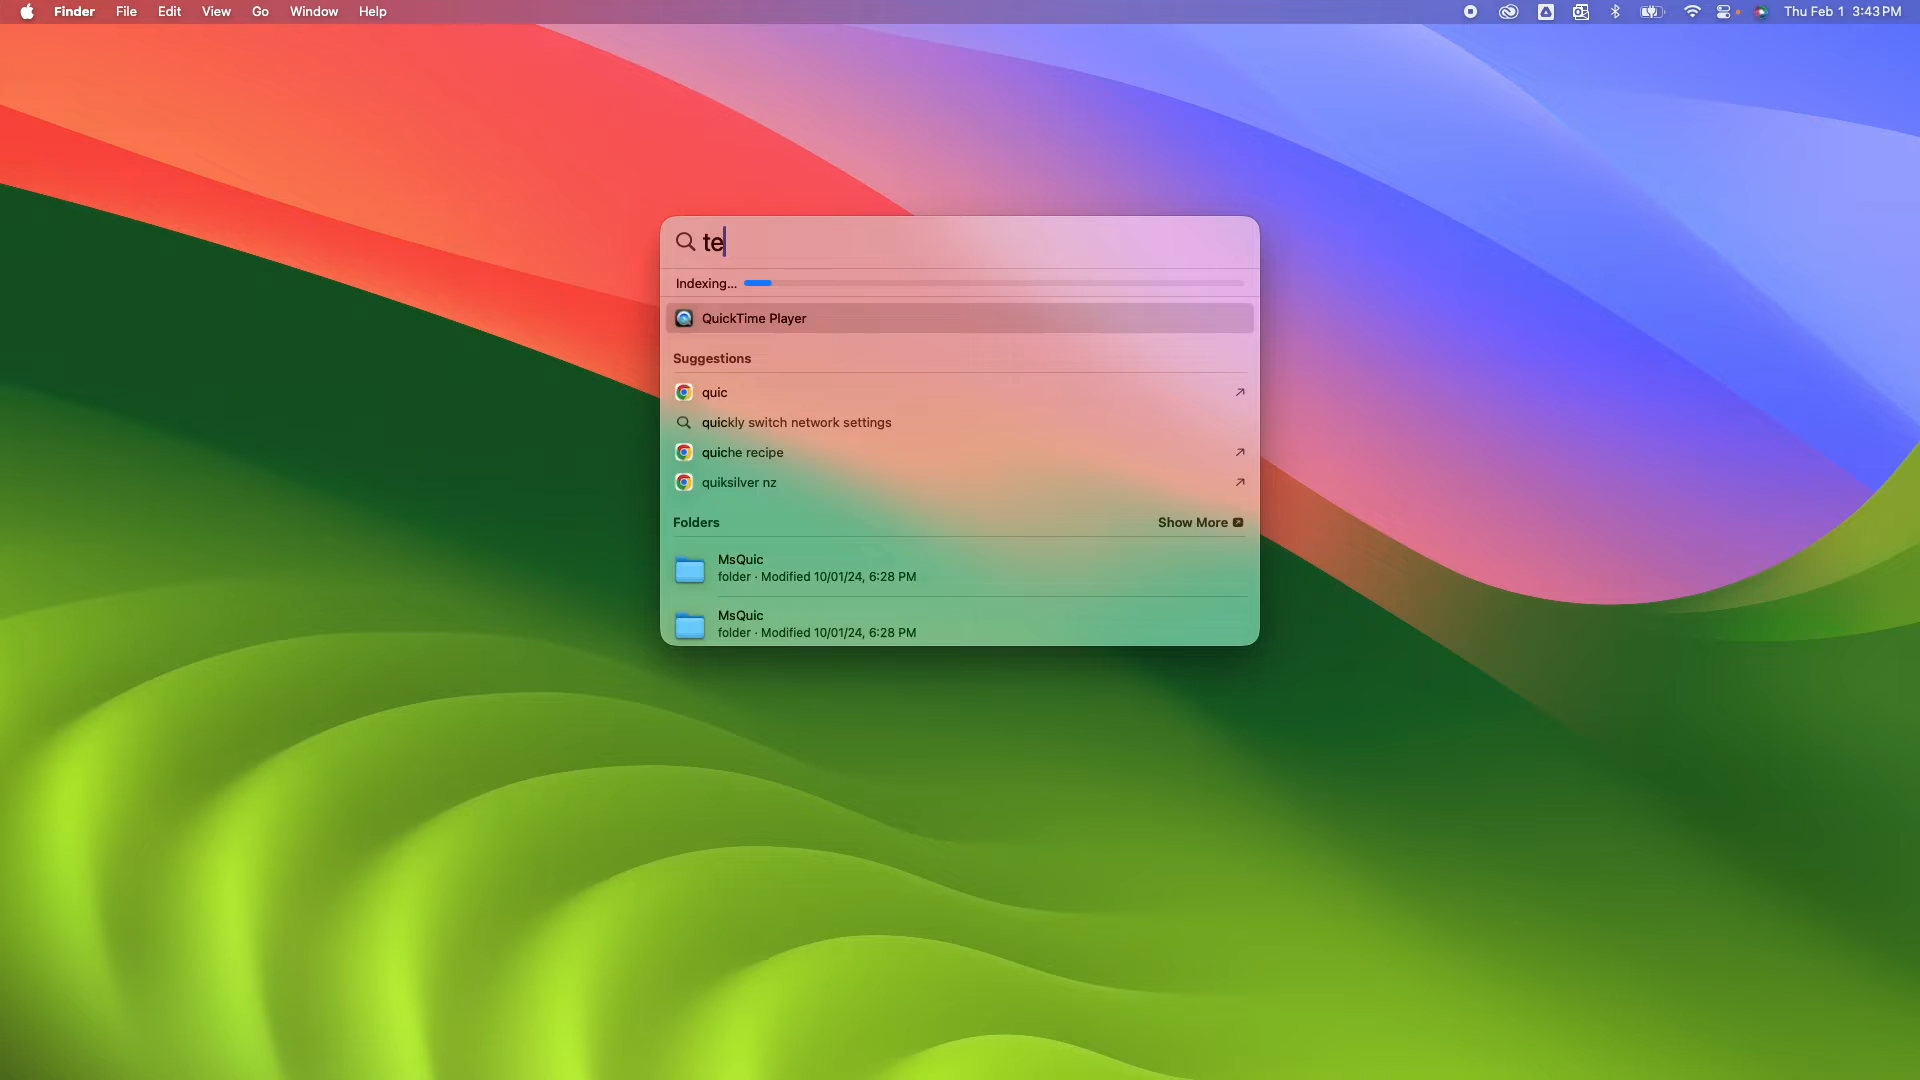 Finder File Edit View Go Window Help Thu Feb 1 3:43 PM
te
Indexing...
QuickTime Player
Suggestions
quic
quickly switch network settings
quiche recipe
quiksilver nz
Folders Show More
MsQuic
folder · Modified 10/01/24, 6:28 PM
MsQuic
folder · Modified 10/01/24, 6:28 PM